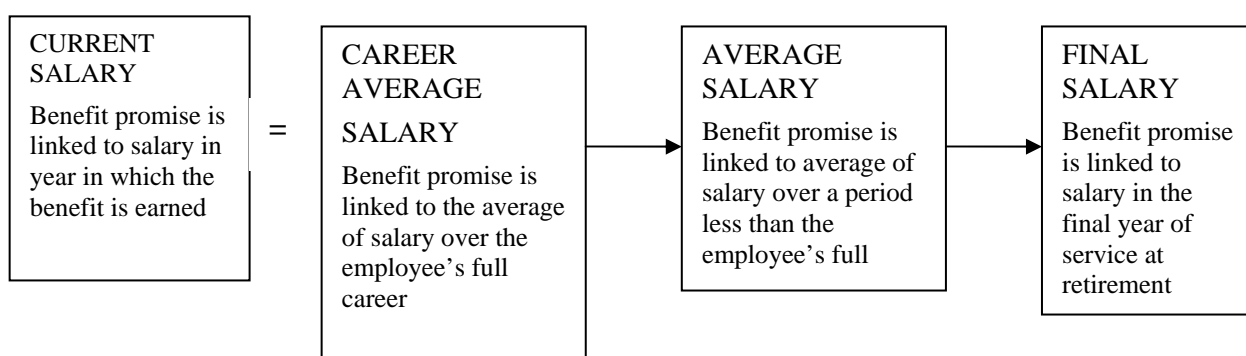 CURRENT
SALARY
Benefit promise is
linked to salary in
year in which the
benefit is earned
=
CAREER
AVERAGE
SALARY
Benefit promise is
linked to the average
of salary over the
employee’s full
career
AVERAGE
SALARY
Benefit promise is
linked to average of
salary over a period
less than the
employee’s full
FINAL
SALARY
Benefit promise
is linked to
salary in the
final year of
service at
retirement